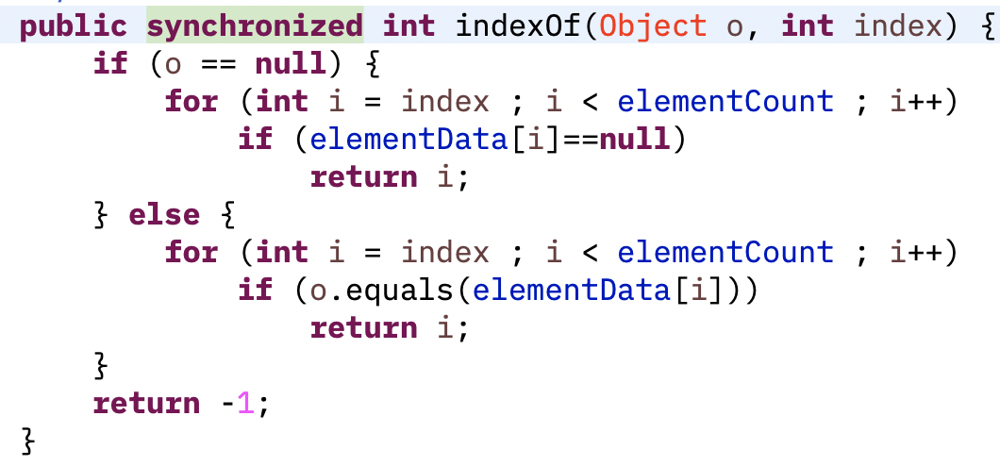 public synchronized int indexOf(Object o, int index) {
    if (o == null) {
        for (int i = index ; i < elementCount ; i++)
            if (elementData[i]==null)
                return i;
    } else {
        for (int i = index ; i < elementCount ; i++)
            if (o.equals(elementData[i]))
                return i;
    }
    return -1;
}